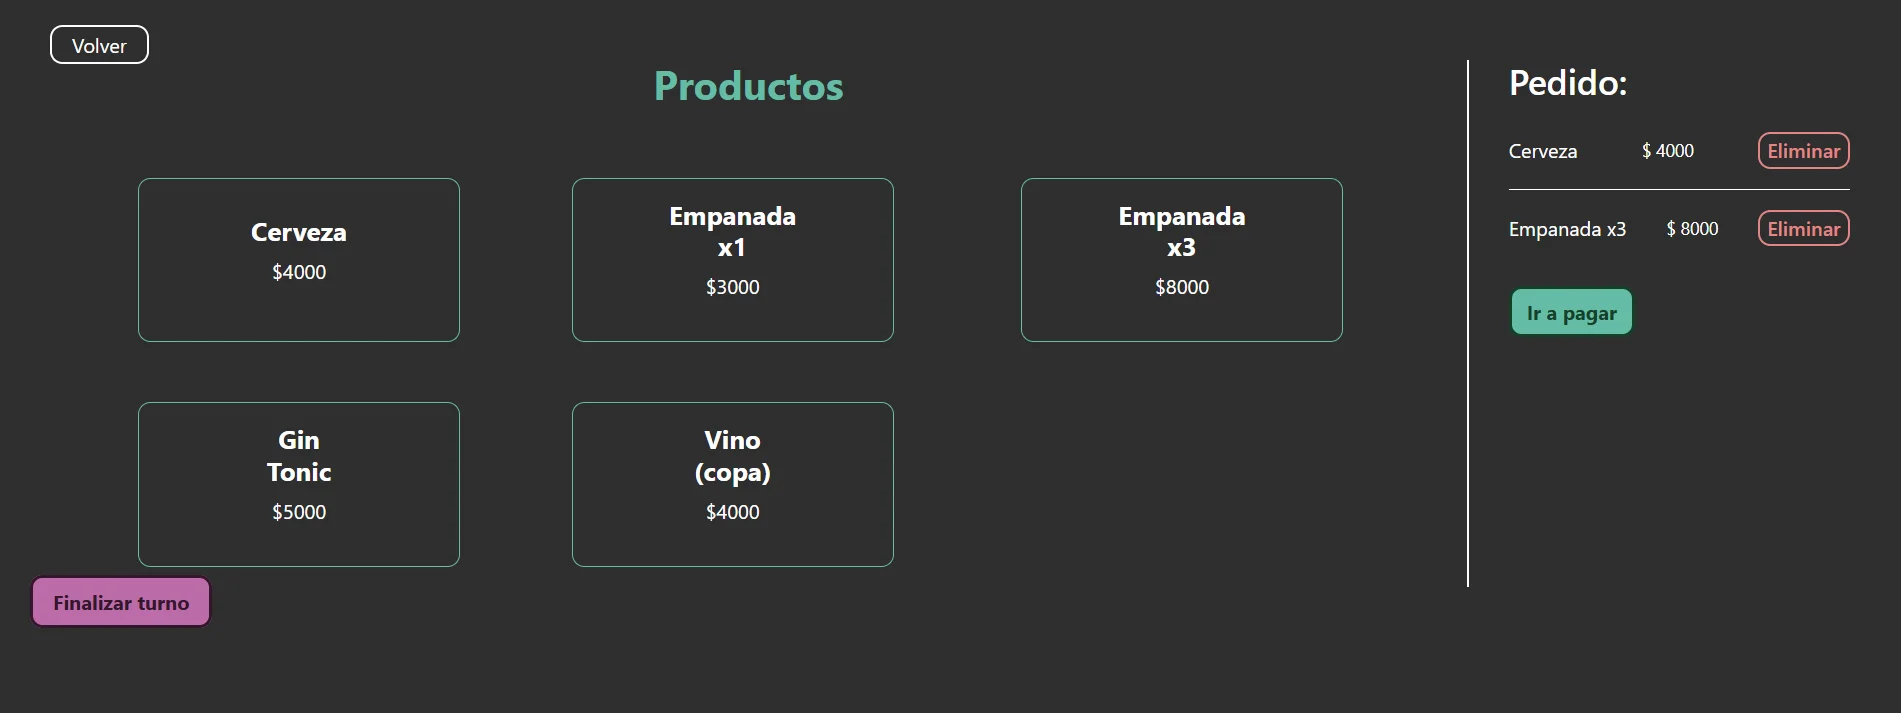 Volver
Productos
Cerveza
$4000
Empanada
x1
$3000
Empanada
x3
$8000
Gin
Tonic
$5000
Vino
(copa)
$4000
Finalizar turno
Pedido:
Cerveza $ 4000 Eliminar
Empanada x3 $ 8000 Eliminar
Ir a pagar